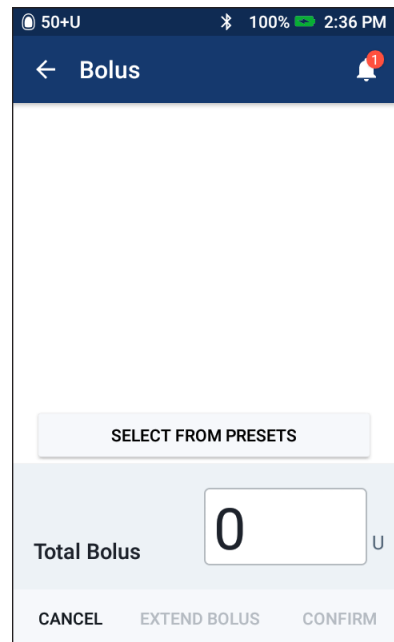 50+U 100% 2:36 PM
← Bolus 1
SELECT FROM PRESETS
Total Bolus 0 U
CANCEL EXTEND BOLUS CONFIRM